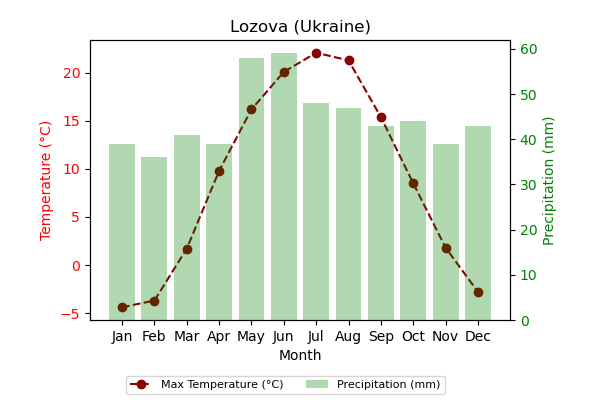 Lozova (Ukraine)
Temperature (°C)
20
15
10
5
0
−5
60
50
40
30
20
10
0
Precipitation (mm)
Jan Feb Mar Apr May Jun Jul Aug Sep Oct Nov Dec
Month
Max Temperature (°C) Precipitation (mm)